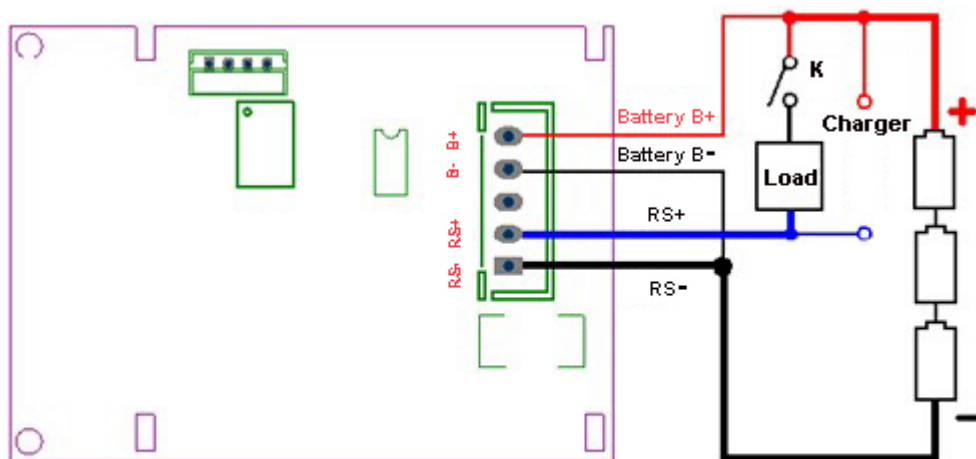 B+
B-
RS+
RS-
Battery B+
Battery B-
RS+
RS-
K
Load
Charger
+
-